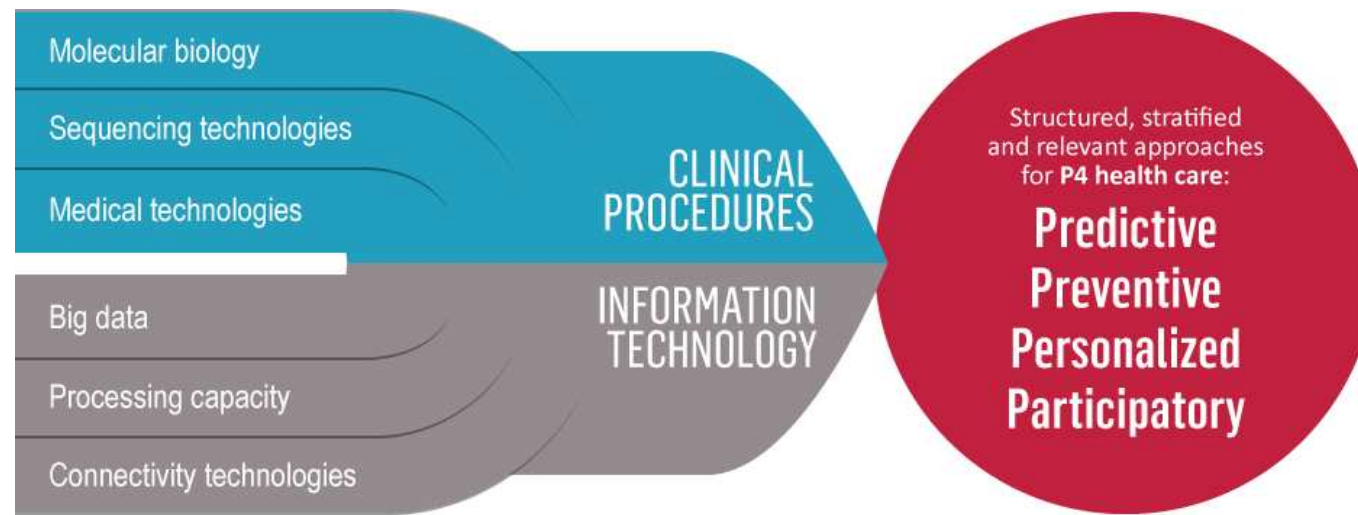 Molecular biology
Sequencing technologies
Medical technologies
CLINICAL
PROCEDURES
Big data
Processing capacity
Connectivity technologies
INFORMATION
TECHNOLOGY
Structured, stratified
and relevant approaches
for P4 health care:
Predictive
Preventive
Personalized
Participatory